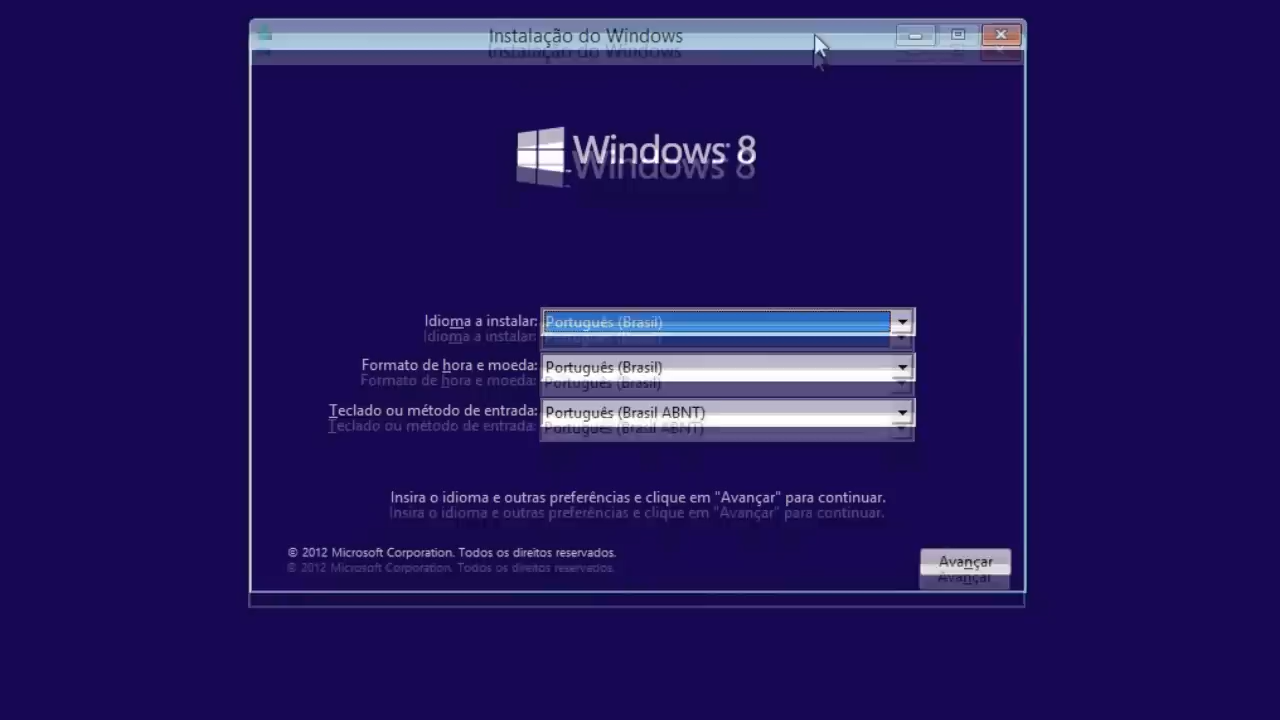 Instalação do Windows
Windows 8
Idioma a instalar: Português (Brasil)
Formato de hora e moeda: Português (Brasil)
Teclado ou método de entrada: Português (Brasil ABNT)
Insira o idioma e outras preferências e clique em "Avançar" para continuar.
© 2012 Microsoft Corporation. Todos os direitos reservados.
Avançar